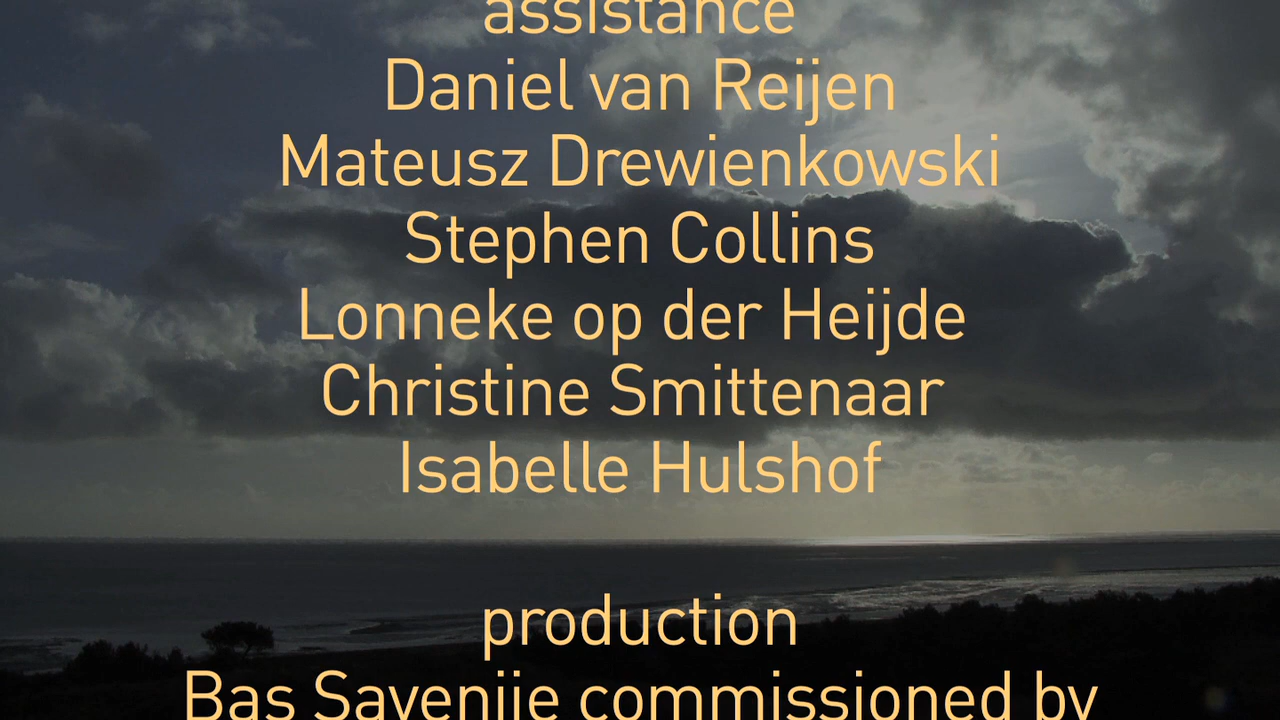 assistance
Daniel van Reijen
Mateusz Drewienkowski
Stephen Collins
Lonneke op der Heijde
Christine Smittenaar
Isabelle Hulshof
production
Bas Savenije commissioned by